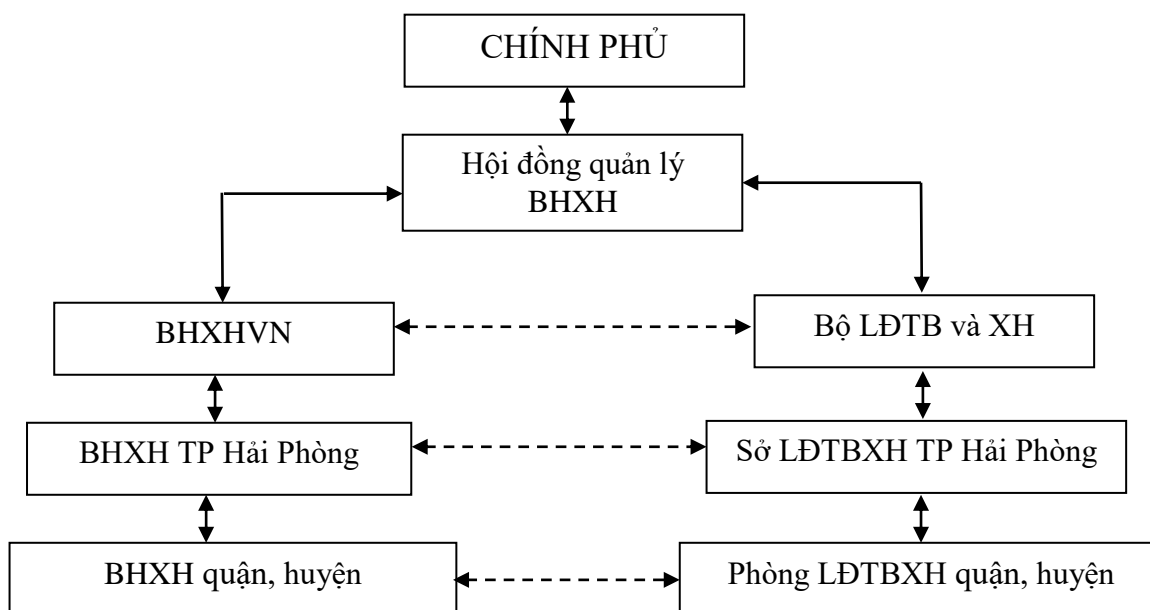 CHÍNH PHỦ
Hội đồng quản lý
BHXH
BHXHVN
Bộ LĐTB và XH
BHXH TP Hải Phòng
Sở LĐTBXH TP Hải Phòng
BHXH quận, huyện
Phòng LĐTBXH quận, huyện